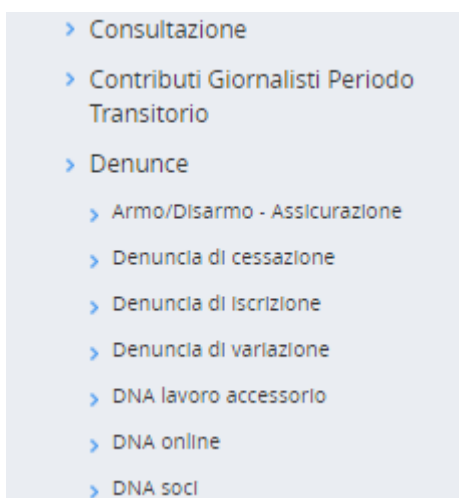 Consultazione
Contributi Giornalisti Periodo
Transitorio
Denunce
Armo/Disarmo - Assicurazione
Denuncia di cessazione
Denuncia di iscrizione
Denuncia di variazione
DNA lavoro accessorio
DNA online
DNA soci